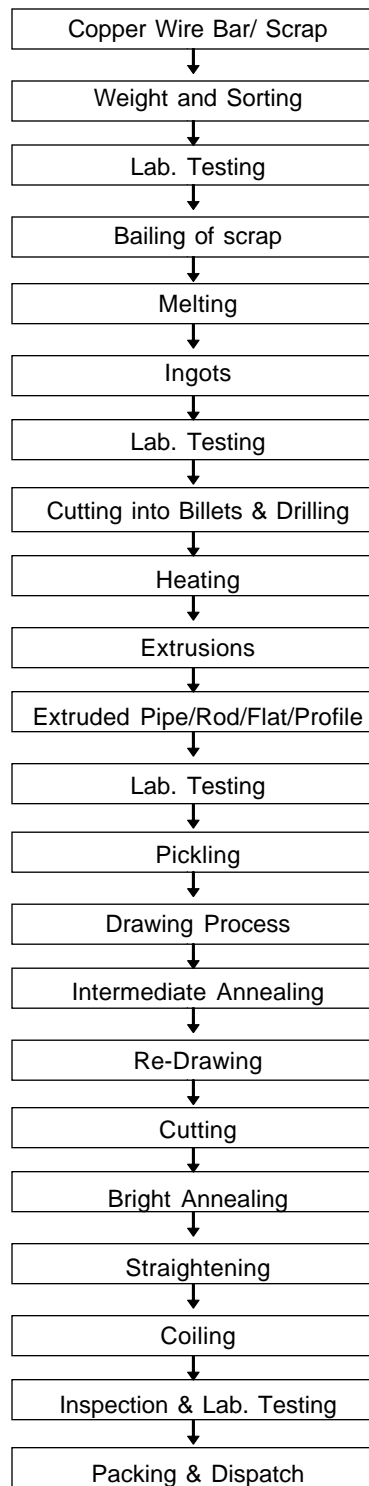 Copper Wire Bar/ Scrap
Weight and Sorting
Lab. Testing
Bailing of scrap
Melting
Ingots
Lab. Testing
Cutting into Billets & Drilling
Heating
Extrusions
Extruded Pipe/Rod/Flat/Profile
Lab. Testing
Pickling
Drawing Process
Intermediate Annealing
Re-Drawing
Cutting
Bright Annealing
Straightening
Coiling
Inspection & Lab. Testing
Packing & Dispatch